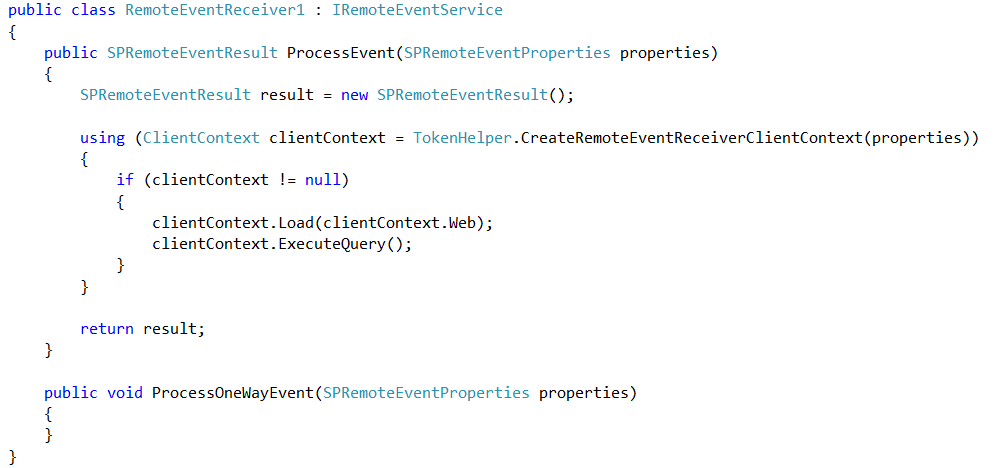 public class RemoteEventReceiver1 : IRemoteEventService
{
    public SPRemoteEventResult ProcessEvent(SPRemoteEventProperties properties)
    {
        SPRemoteEventResult result = new SPRemoteEventResult();

        using (ClientContext clientContext = TokenHelper.CreateRemoteEventReceiverClientContext(properties))
        {
            if (clientContext != null)
            {
                clientContext.Load(clientContext.Web);
                clientContext.ExecuteQuery();
            }
        }

        return result;
    }

    public void ProcessOneWayEvent(SPRemoteEventProperties properties)
    {
    }
}